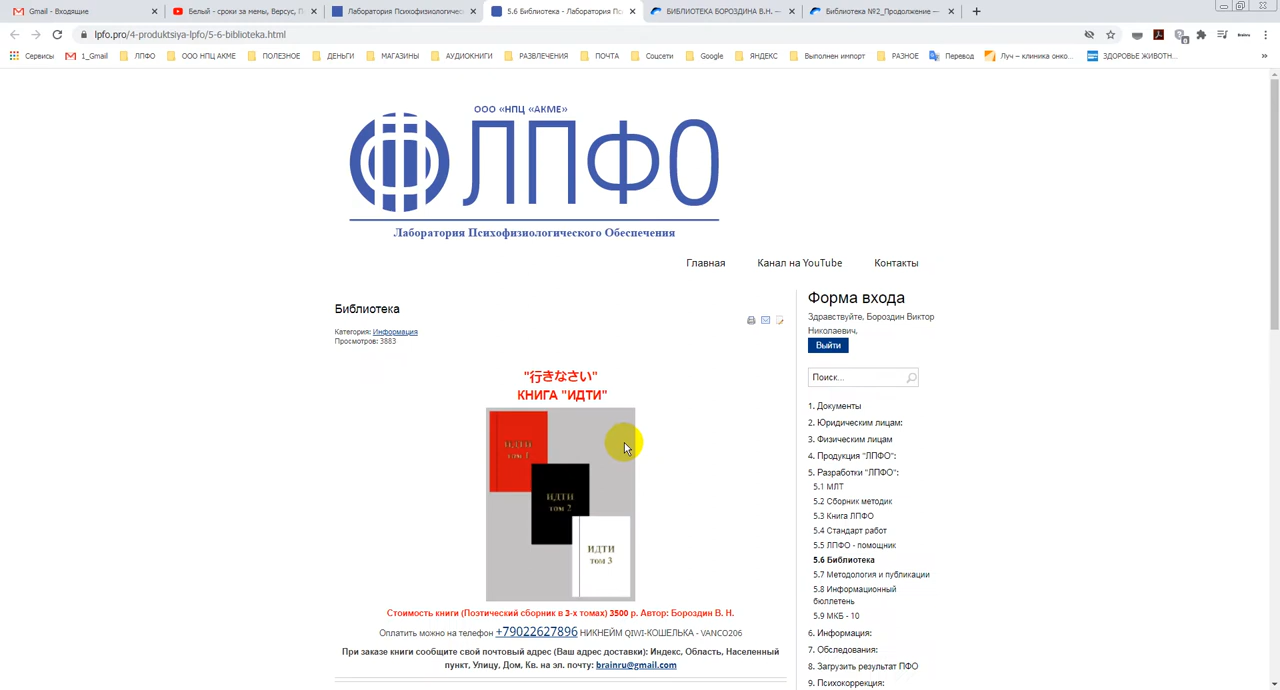 Gmail - Входящие
Белый - сроки за мемы, Версус, П
Лаборатория Психофизиологичес
5.6 Библиотека - Лаборатория Пс
БИБЛИОТЕКА БОРОЗДИНА В.Н. —
Библиотека №2_Продолжение —
lpfo.pro/4-produktsiya-lpfo/5-6-biblioteka.html
Сервисы
1_Gmail
ЛПФО
ООО НПЦ АКМЕ
ПОЛЕЗНОЕ
ДЕНЬГИ
МАГАЗИНЫ
АУДИОКНИГИ
РАЗВЛЕЧЕНИЯ
ПОЧТА
Соцсети
Google
ЯНДЕКС
Выполнен импорт
РАЗНОЕ
Перевод
Луч – клиника онко...
ЗДОРОВЬЕ ЖИВОТН...
ООО «НПЦ «АКМЕ»
ЛПФО
Лаборатория Психофизиологического Обеспечения
Главная
Канал на YouTube
Контакты
Библиотека
Категория: Информация
Просмотров: 3883
"行きなさい"
КНИГА "ИДТИ"
ИДТИ
том 1
ИДТИ
том 2
ИДТИ
том 3
Стоимость книги (Поэтический сборник в 3-х томах) 3500 р. Автор: Бороздин В. Н.
Оплатить можно на телефон +79022627896 НИКНЕЙМ QIWI-КОШЕЛЬКА - VANCO206
При заказе книги сообщите свой почтовый адрес (Ваш адрес доставки): Индекс, Область, Населенный
пункт, Улицу, Дом, Кв. на эл. почту: brainru@gmail.com
Форма входа
Здравствуйте, Бороздин Виктор
Николаевич,
Выйти
Поиск...
1. Документы
2. Юридическим лицам:
3. Физическим лицам
4. Продукция "ЛПФО":
5. Разработки "ЛПФО":
5.1 МЛТ
5.2 Сборник методик
5.3 Книга ЛПФО
5.4 Стандарт работ
5.5 ЛПФО - помощник
5.6 Библиотека
5.7 Методология и публикации
5.8 Информационный
бюллетень
5.9 МКБ - 10
6. Информация:
7. Обследования:
8. Загрузить результат ПФО
9. Психокоррекция: